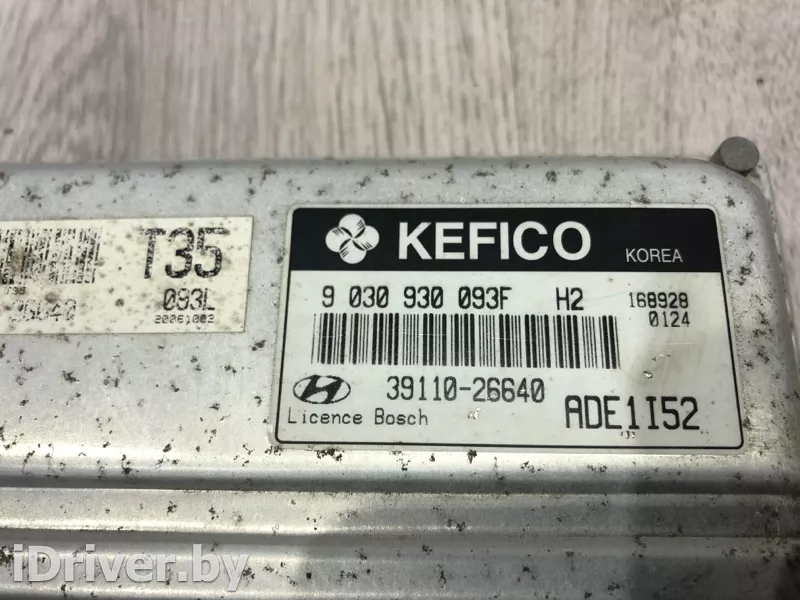 T35
093L
20061002
KEFICO
KOREA
9 030 930 093F H2 168928
0124
39110-26640
Licence Bosch
ADE1I52
iDriver.by